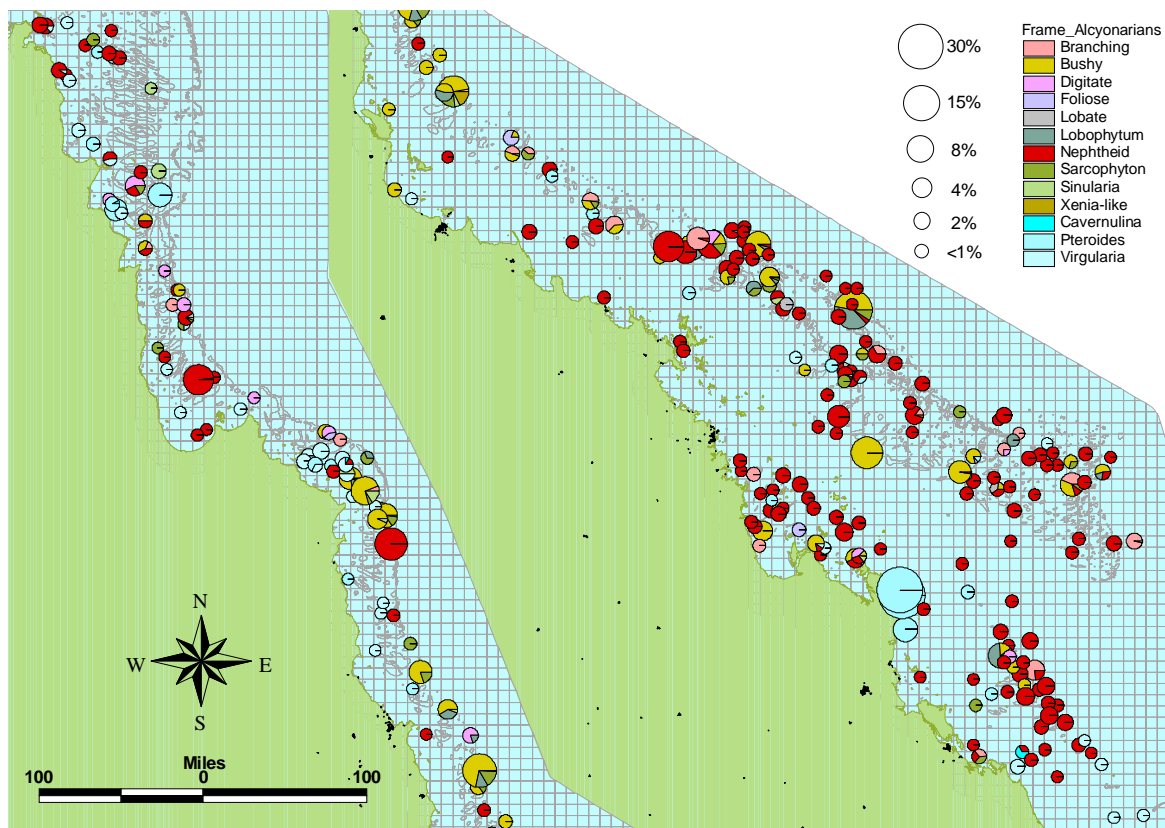 30%
15%
8%
4%
2%
<1%
Frame_Alcyonarians
Branching
Bushy
Digitate
Foliose
Lobate
Lobophytum
Nephtheid
Sarcophyton
Sinularia
Xenia-like
Cavernulina
Pteroides
Virgularia
N
W E
S
Miles
100 0 100